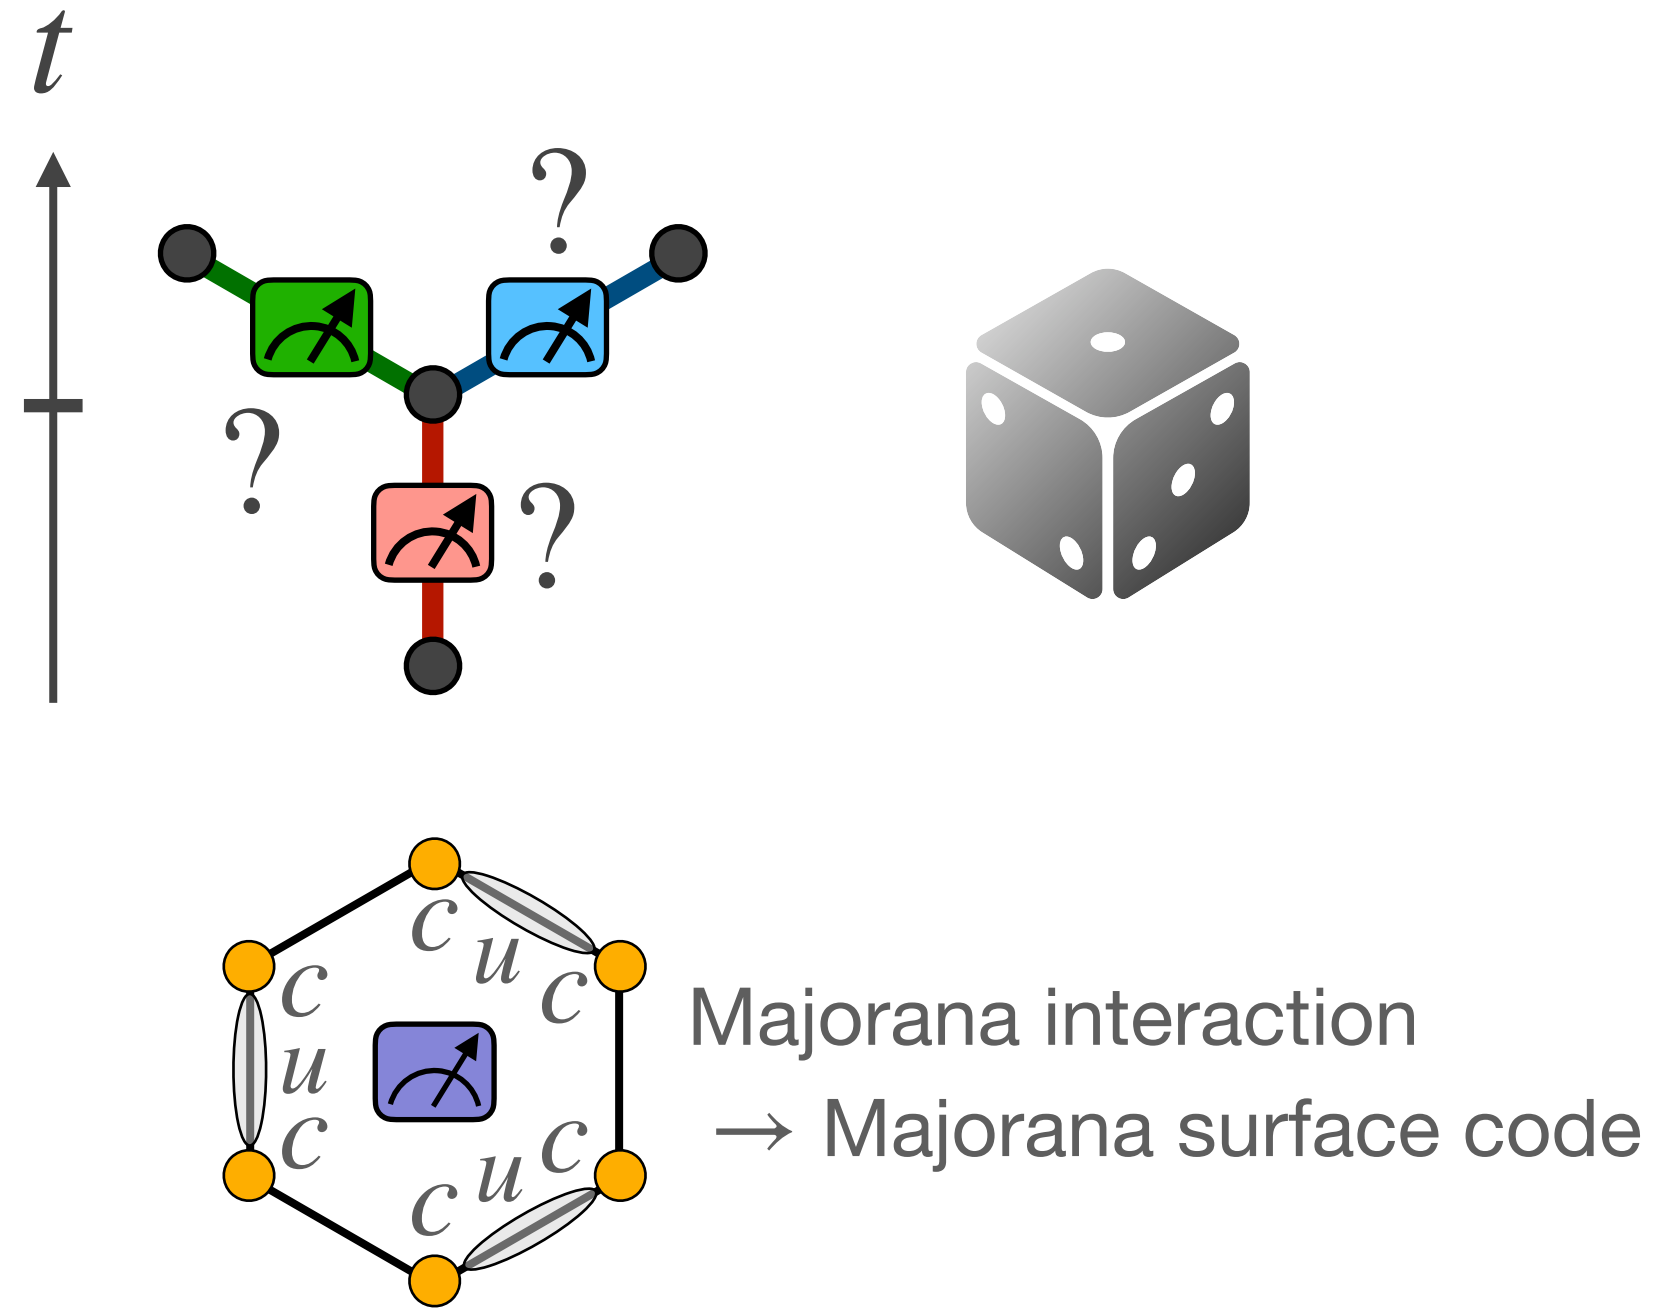 t
?
?
?
c
u
c
c
Majorana interaction
u
c
c
→ Majorana surface code
u
c